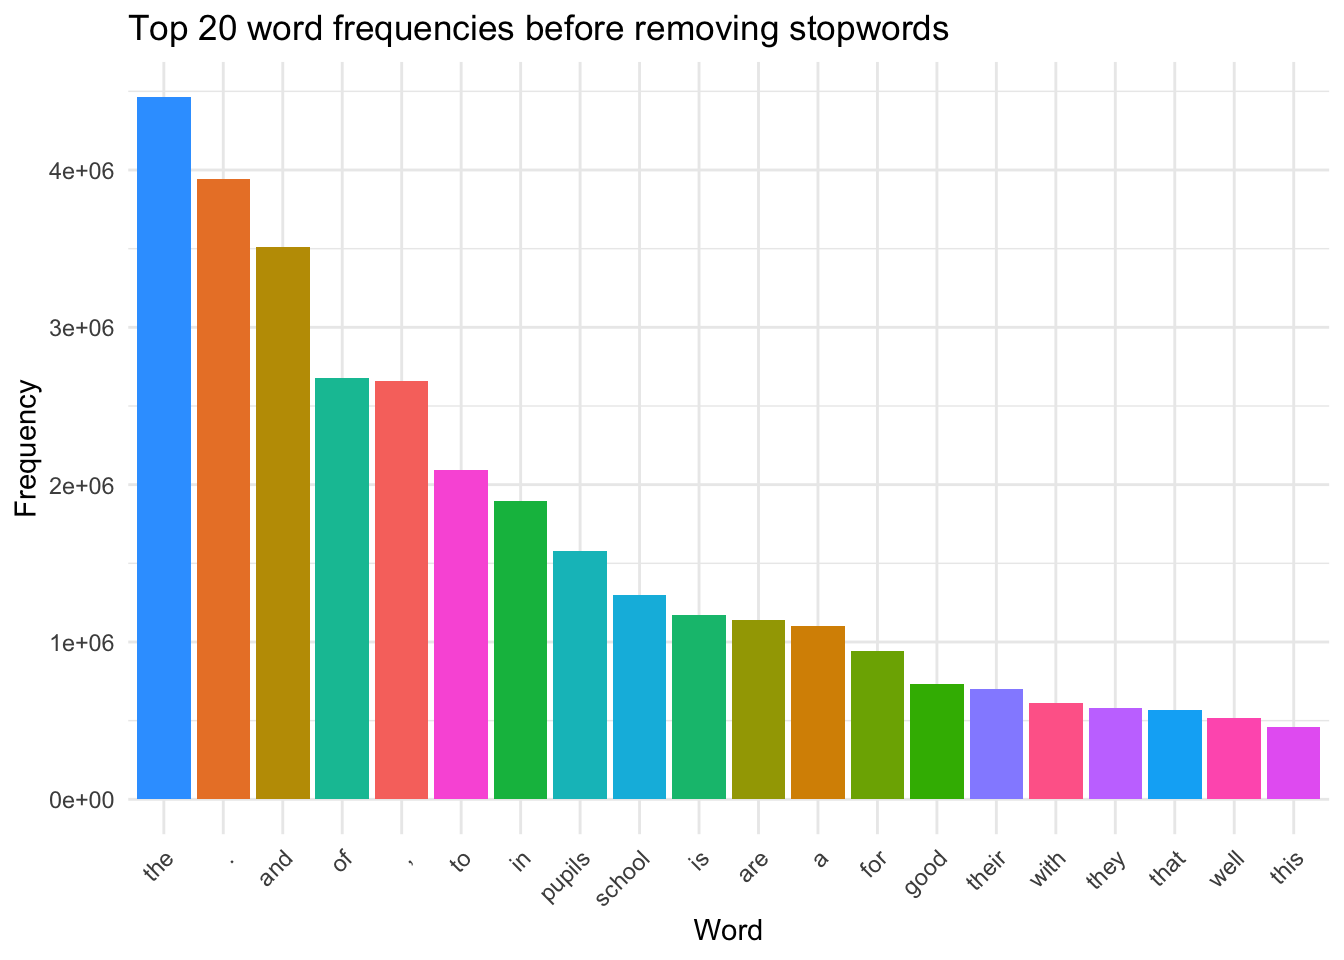 Top 20 word frequencies before removing stopwords
4e+06
3e+06
2e+06
1e+06
0e+00
Frequency
the . and of , to in pupils school is are a for good their with they that well this
Word